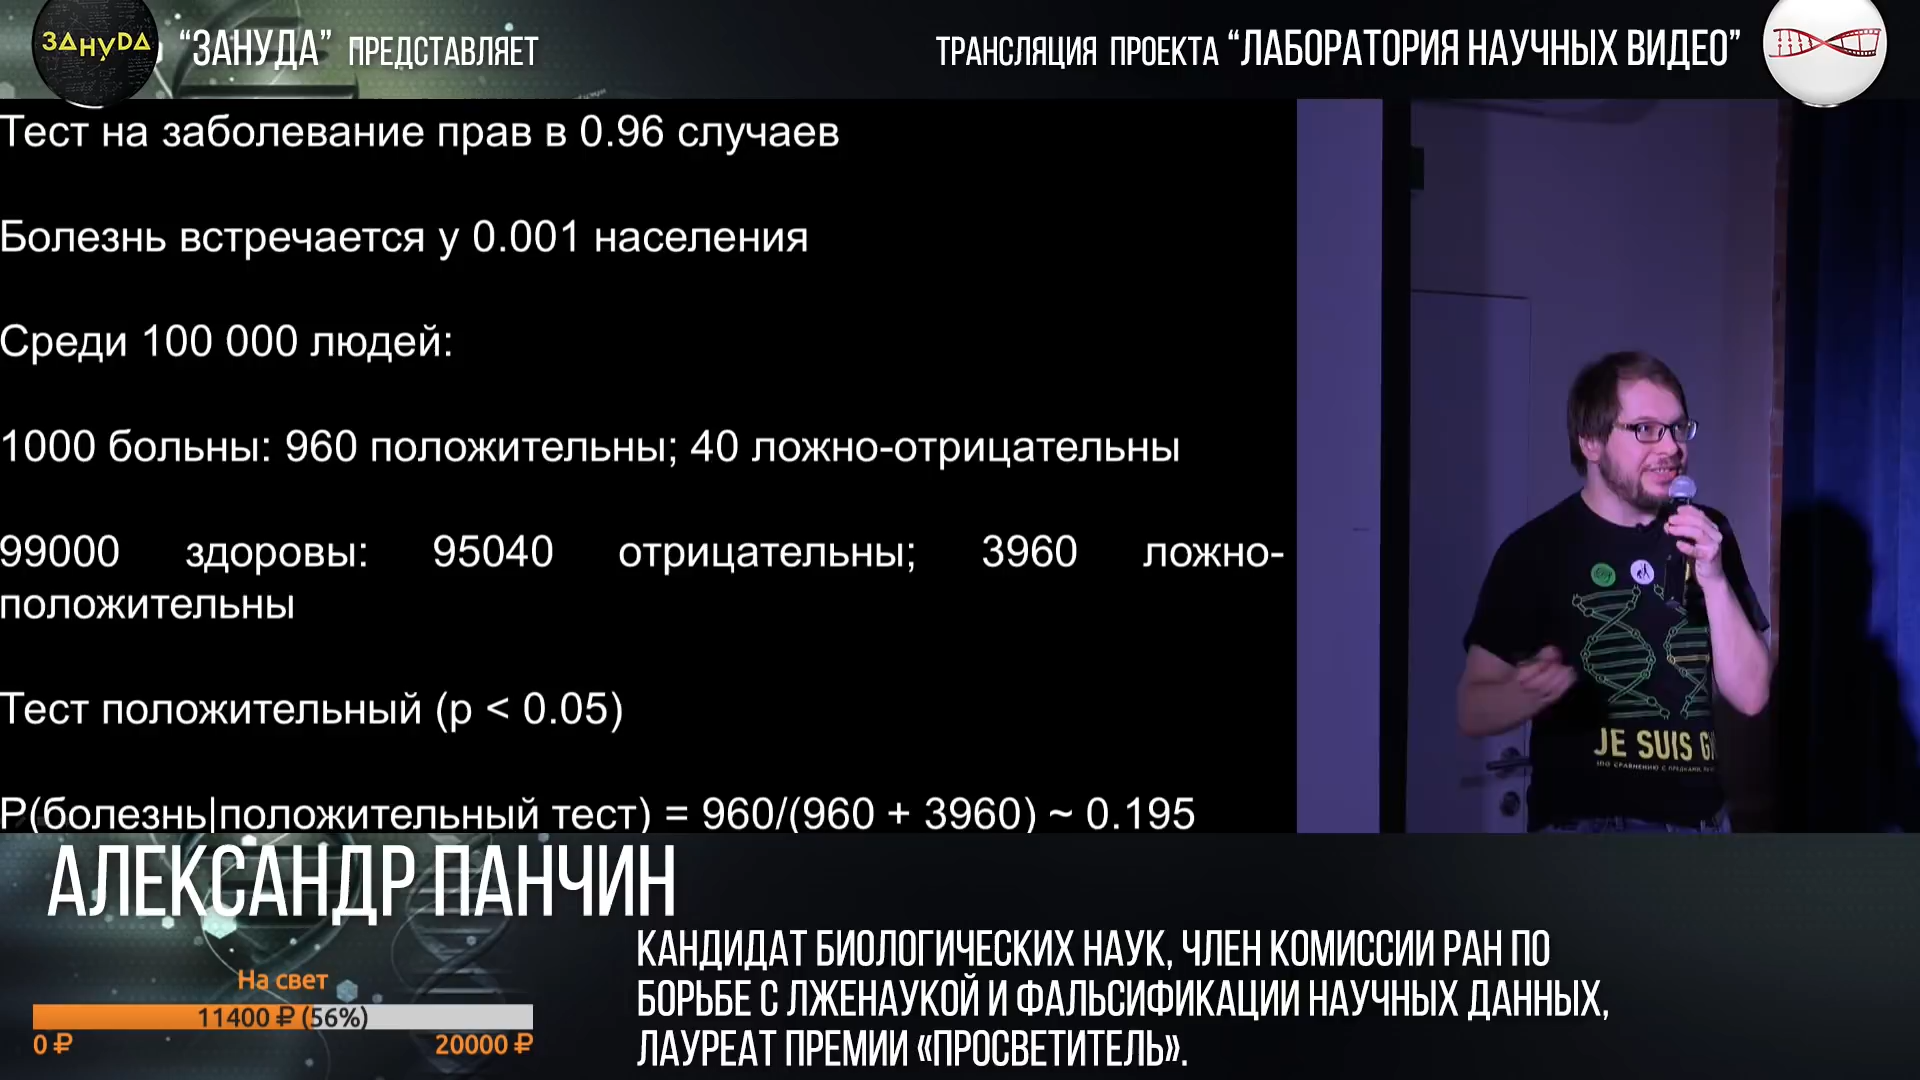 ЗАНУДА
“ЗАНУДА” ПРЕДСТАВЛЯЕТ
ТРАНСЛЯЦИЯ ПРОЕКТА “ЛАБОРАТОРИЯ НАУЧНЫХ ВИДЕО”
Тест на заболевание прав в 0.96 случаев
Болезнь встречается у 0.001 населения
Среди 100 000 людей:
1000 больны: 960 положительны; 40 ложно-отрицательны
99000 здоровы: 95040 отрицательны; 3960 ложно-
положительны
Тест положительный (p < 0.05)
P(болезнь|положительный тест) = 960/(960 + 3960) ~ 0.195
JE SUIS
АЛЕКСАНДР ПАНЧИН
КАНДИДАТ БИОЛОГИЧЕСКИХ НАУК, ЧЛЕН КОМИССИИ РАН ПО
БОРЬБЕ С ЛЖЕНАУКОЙ И ФАЛЬСИФИКАЦИИ НАУЧНЫХ ДАННЫХ,
ЛАУРЕАТ ПРЕМИИ «ПРОСВЕТИТЕЛЬ».
На свет
11400 ₽ (56%)
0 ₽
20000 ₽